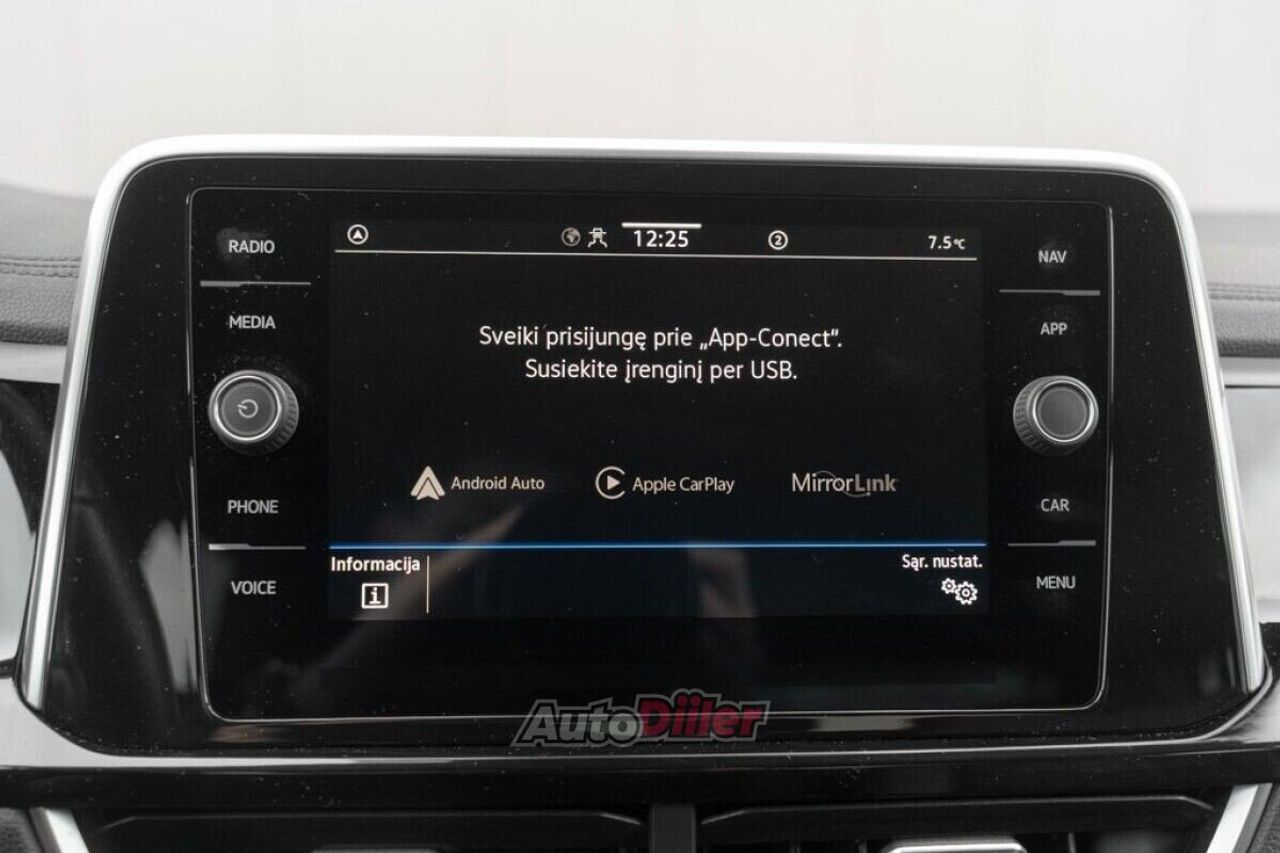 RADIO
MEDIA
PHONE
VOICE
12:25
2
7.5°C
Sveiki prisijungę prie „App-Conect“.
Susiekite įrenginį per USB.
Android Auto
Apple CarPlay
MirrorLink
Informacija
Sąr. nustat.
NAV
APP
CAR
MENU
AutoDiiler